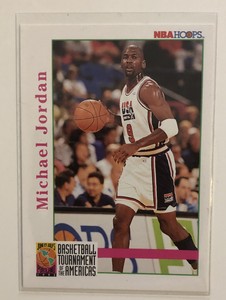 NBA HOOPS
Michael Jordan
USA
9
BASKETBALL
TOURNAMENT
OF THE
AMERICAS